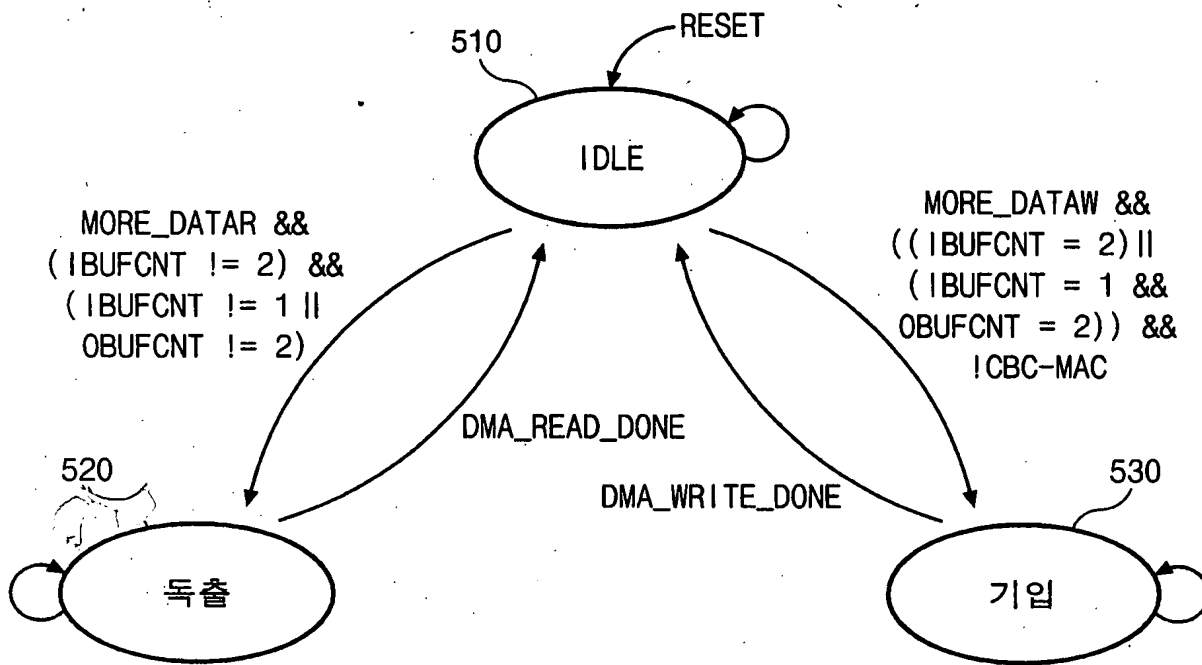 RESET
510
IDLE
MORE_DATAR &&
(IBUFCNT != 2) &&
(IBUFCNT != 1 ||
OBUFCNT != 2)
MORE_DATAW &&
((IBUFCNT = 2)||
(IBUFCNT = 1 &&
OBUFCNT = 2)) &&
!CBC-MAC
DMA_READ_DONE
DMA_WRITE_DONE
520
530
독출
기입